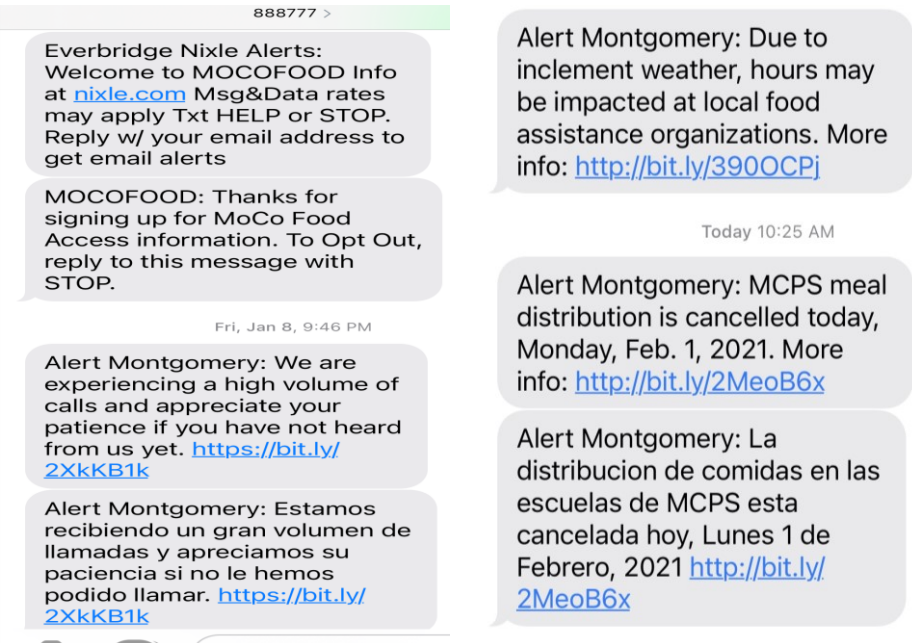 888777 >
Everbridge Nixle Alerts:
Welcome to MOCOFOOD Info
at nixle.com Msg&Data rates
may apply Txt HELP or STOP.
Reply w/ your email address to
get email alerts
MOCOFOOD: Thanks for
signing up for MoCo Food
Access information. To Opt Out,
reply to this message with
STOP.
Fri, Jan 8, 9:46 PM
Alert Montgomery: We are
experiencing a high volume of
calls and appreciate your
patience if you have not heard
from us yet. https://bit.ly/
2XkKB1k
Alert Montgomery: Estamos
recibiendo un gran volumen de
llamadas y apreciamos su
paciencia si no le hemos
podido llamar. https://bit.ly/
2XkKB1k
Alert Montgomery: Due to
inclement weather, hours may
be impacted at local food
assistance organizations. More
info: http://bit.ly/390OCPj
Today 10:25 AM
Alert Montgomery: MCPS meal
distribution is cancelled today,
Monday, Feb. 1, 2021. More
info: http://bit.ly/2MeoB6x
Alert Montgomery: La
distribucion de comidas en las
escuelas de MCPS esta
cancelada hoy, Lunes 1 de
Febrero, 2021 http://bit.ly/
2MeoB6x